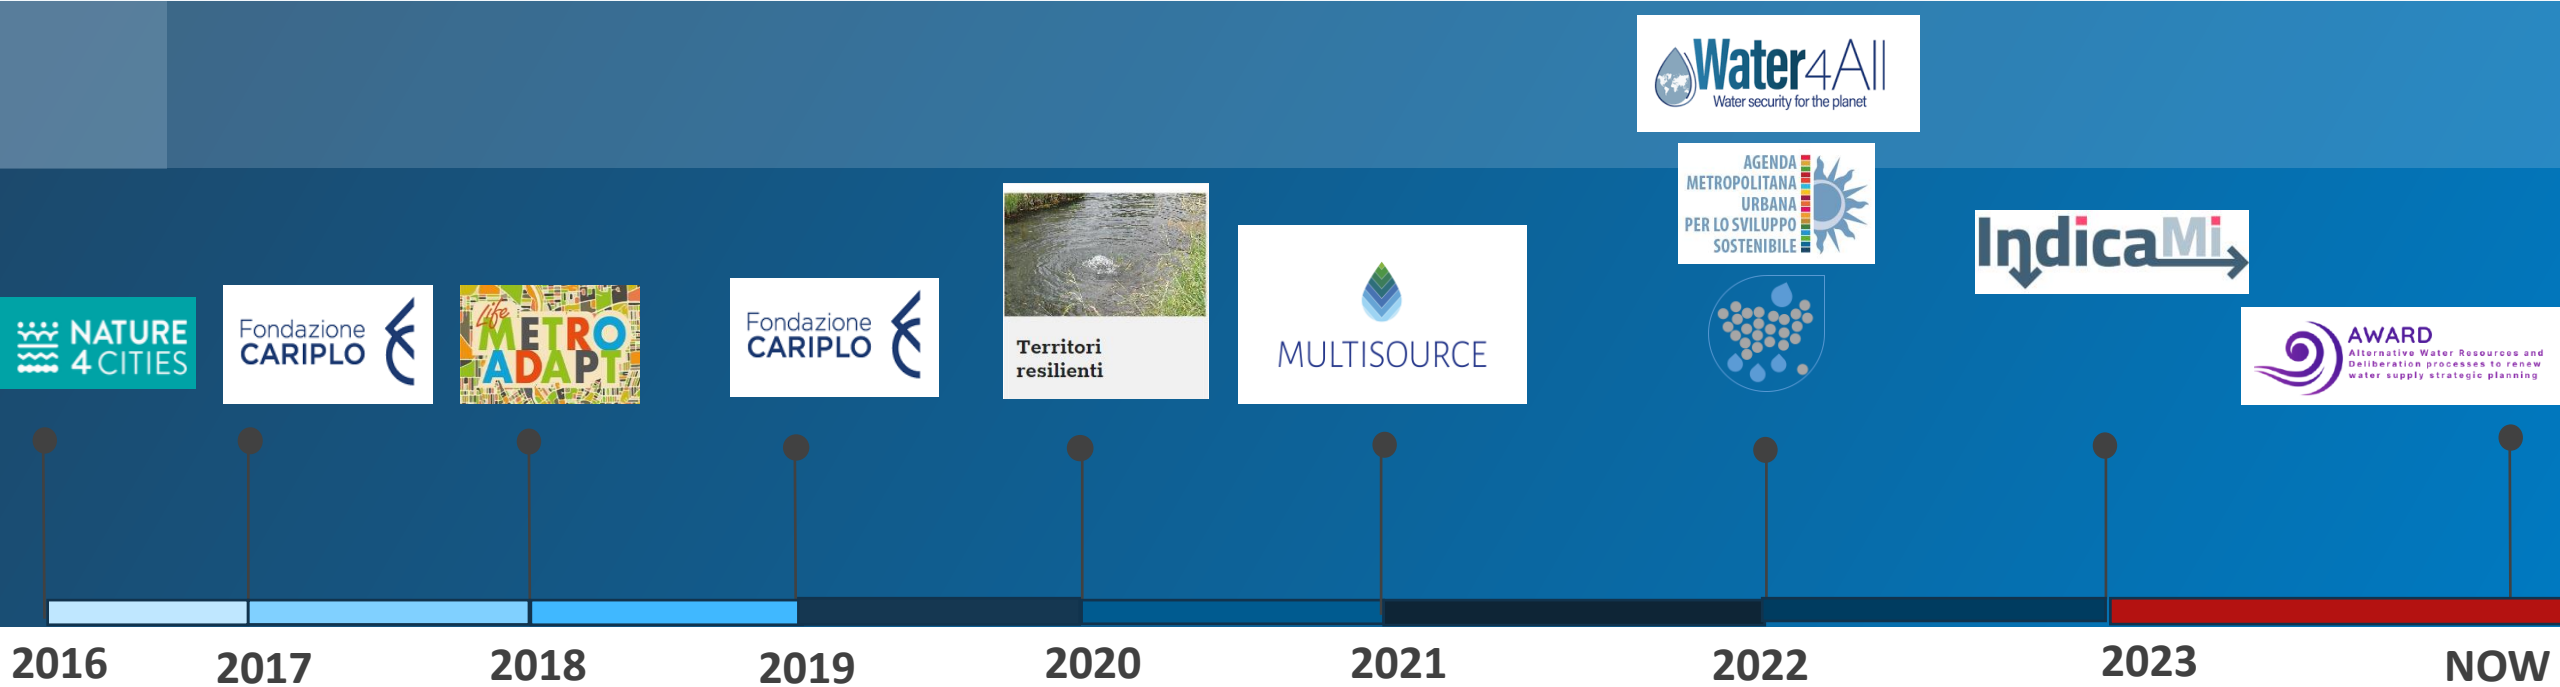 Water4All
Water security for the planet
AGENDA
METROPOLITANA
URBANA
PER LO SVILUPPO
SOSTENIBILE
IndicaMi
NATURE
4CITIES
Fondazione
CARIPLO
Life
METRO
ADAPT
Fondazione
CARIPLO
Territori
resilienti
MULTISOURCE
AWARD
Alternative Water Resources and
Deliberation processes to renew
water supply strategic planning
2016
2017
2018
2019
2020
2021
2022
2023
NOW